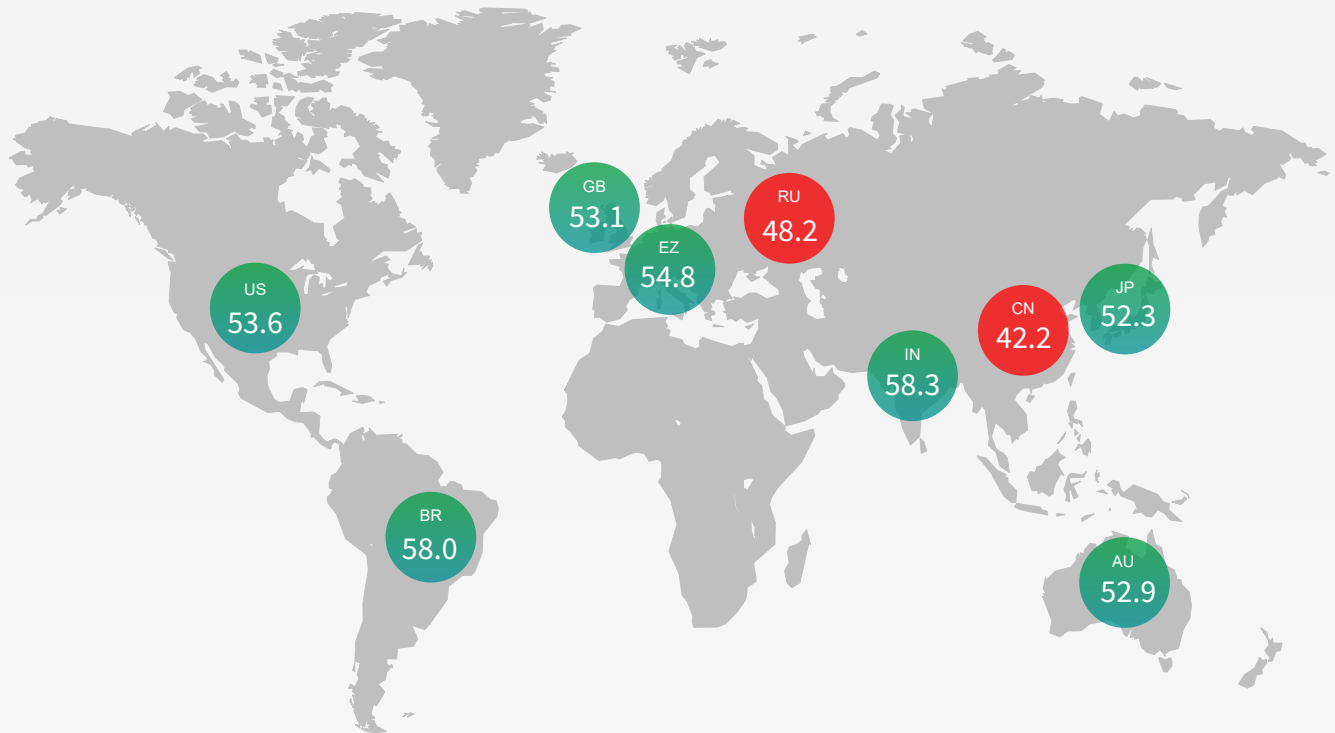 GB
53.1
RU
48.2
EZ
54.8
US
53.6
JP
52.3
CN
42.2
IN
58.3
BR
58.0
AU
52.9